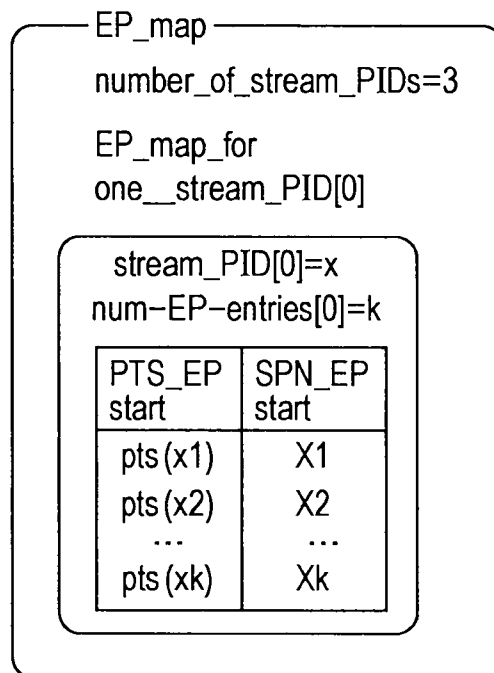 EP_map
number_of_stream_PIDs=3
EP_map_for
one__stream_PID[0]
stream_PID[0]=x
num-EP-entries[0]=k
PTS_EP SPN_EP
start start
pts(x1) X1
pts(x2) X2
... ...
pts(xk) Xk